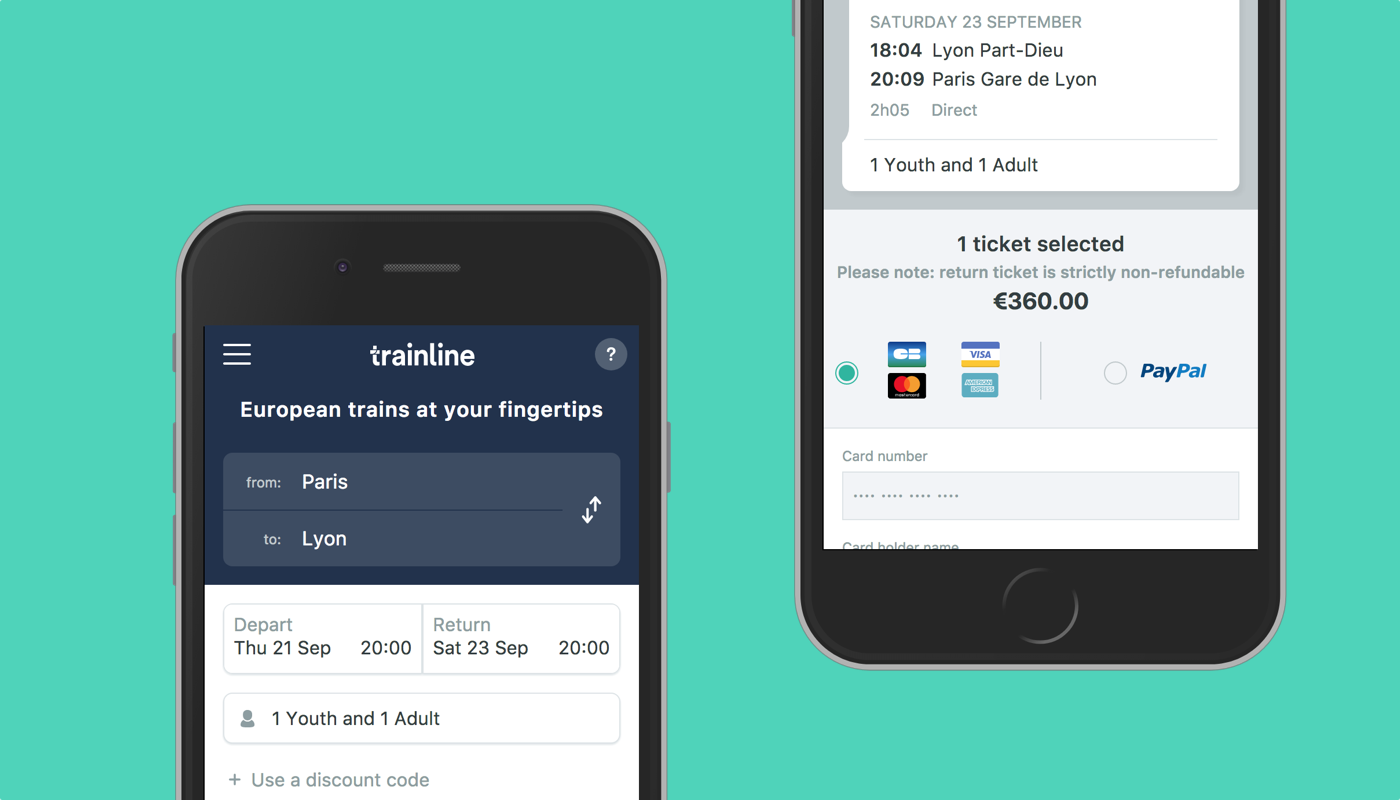 trainline
?
European trains at your fingertips
from: Paris
to: Lyon
Depart
Thu 21 Sep 20:00
Return
Sat 23 Sep 20:00
1 Youth and 1 Adult
+ Use a discount code
SATURDAY 23 SEPTEMBER
18:04 Lyon Part-Dieu
20:09 Paris Gare de Lyon
2h05 Direct
1 Youth and 1 Adult
1 ticket selected
Please note: return ticket is strictly non-refundable
€360.00
CB
VISA
mastercard
AMERICAN EXPRESS
PayPal
Card number
•••• •••• •••• ••••
Card holder name